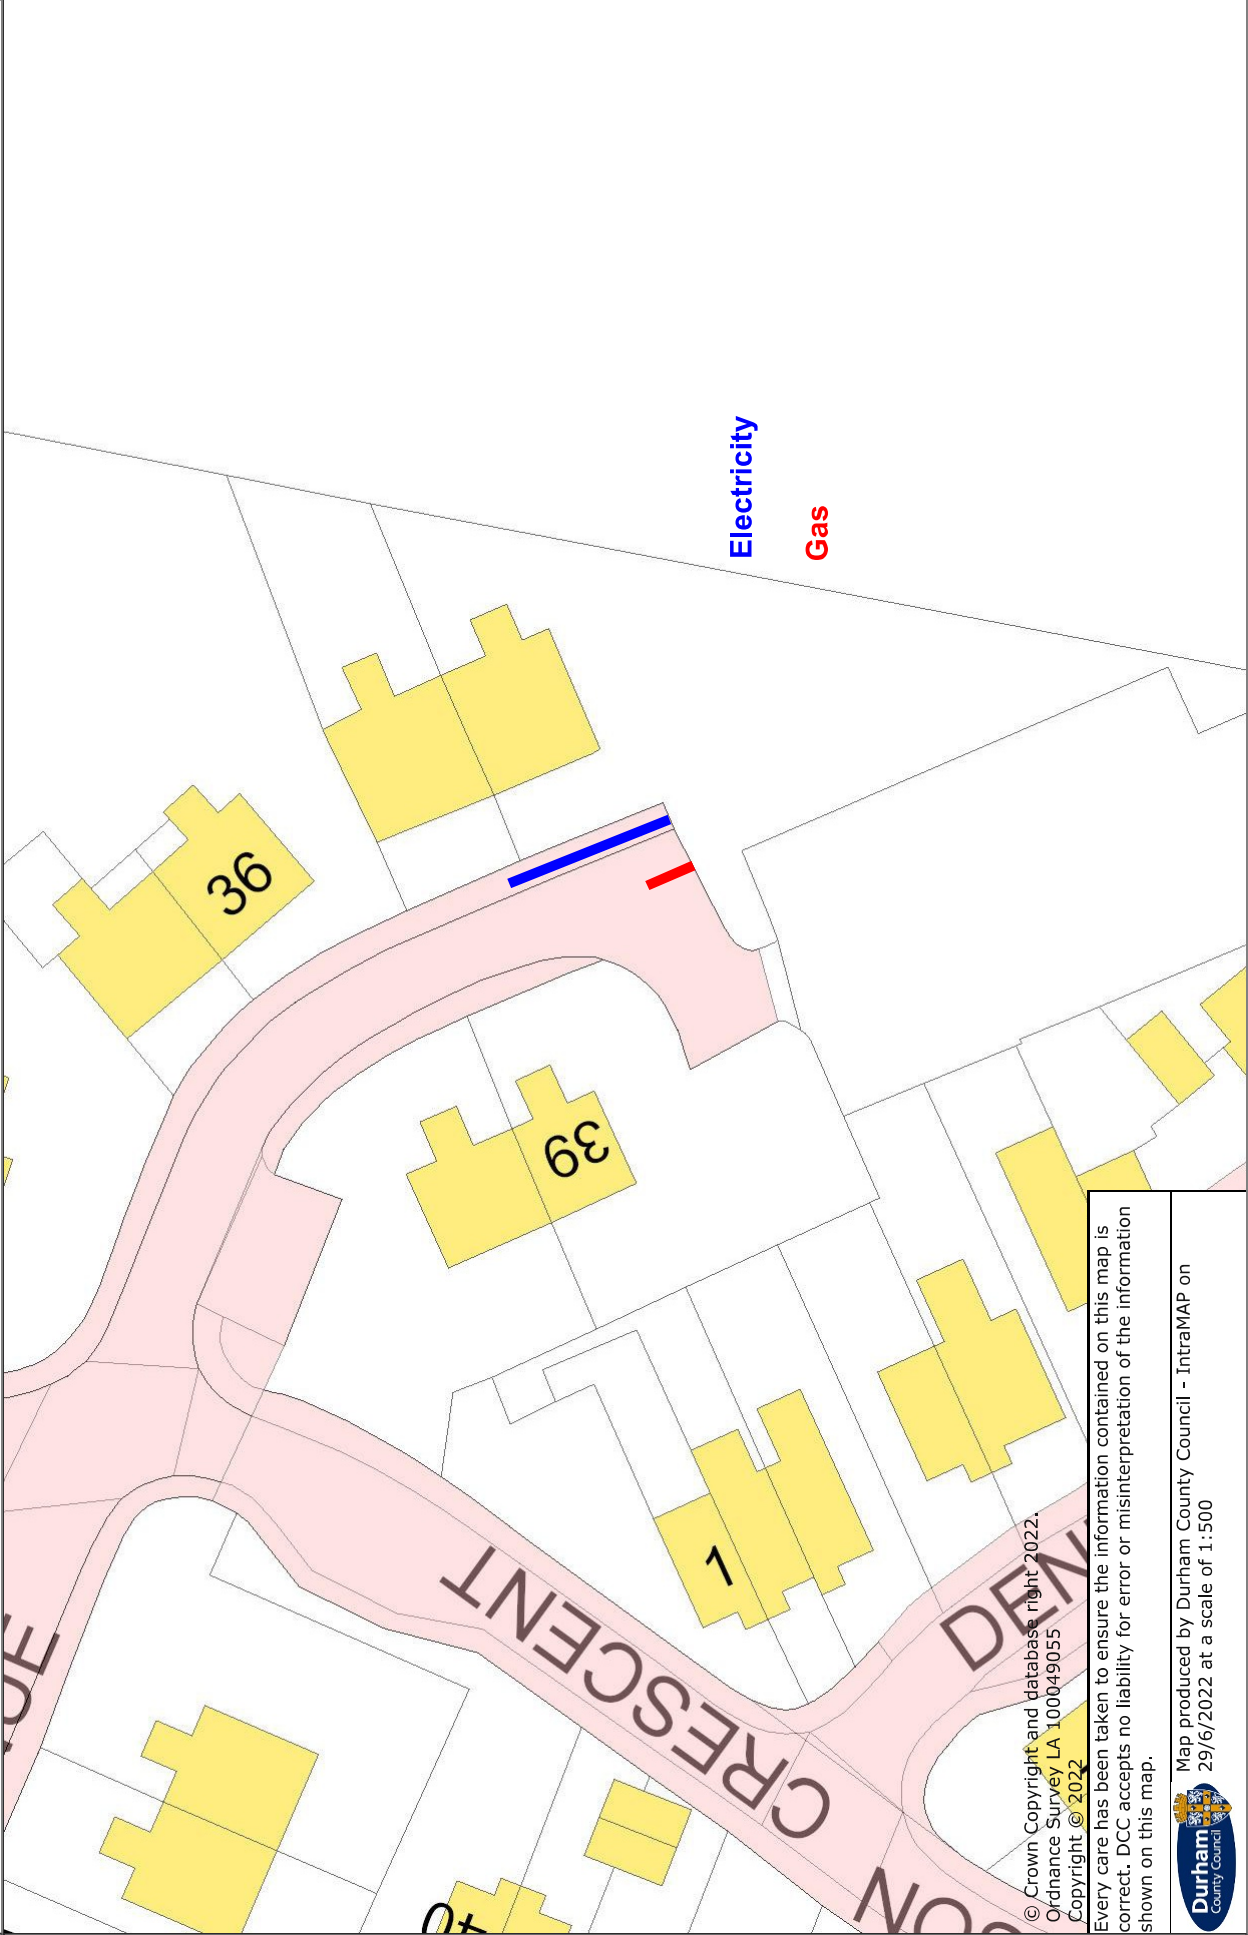 Electricity
Gas
36
39
1
CRESCENT
DEN
SON
40
© Crown Copyright and database right 2022.
Ordnance Survey LA 100049055
Copyright © 2022
Every care has been taken to ensure the information contained on this map is
correct. DCC accepts no liability for error or misinterpretation of the information
shown on this map.
Map produced by Durham County Council - IntraMAP on
29/6/2022 at a scale of 1:500
Durham
County Council